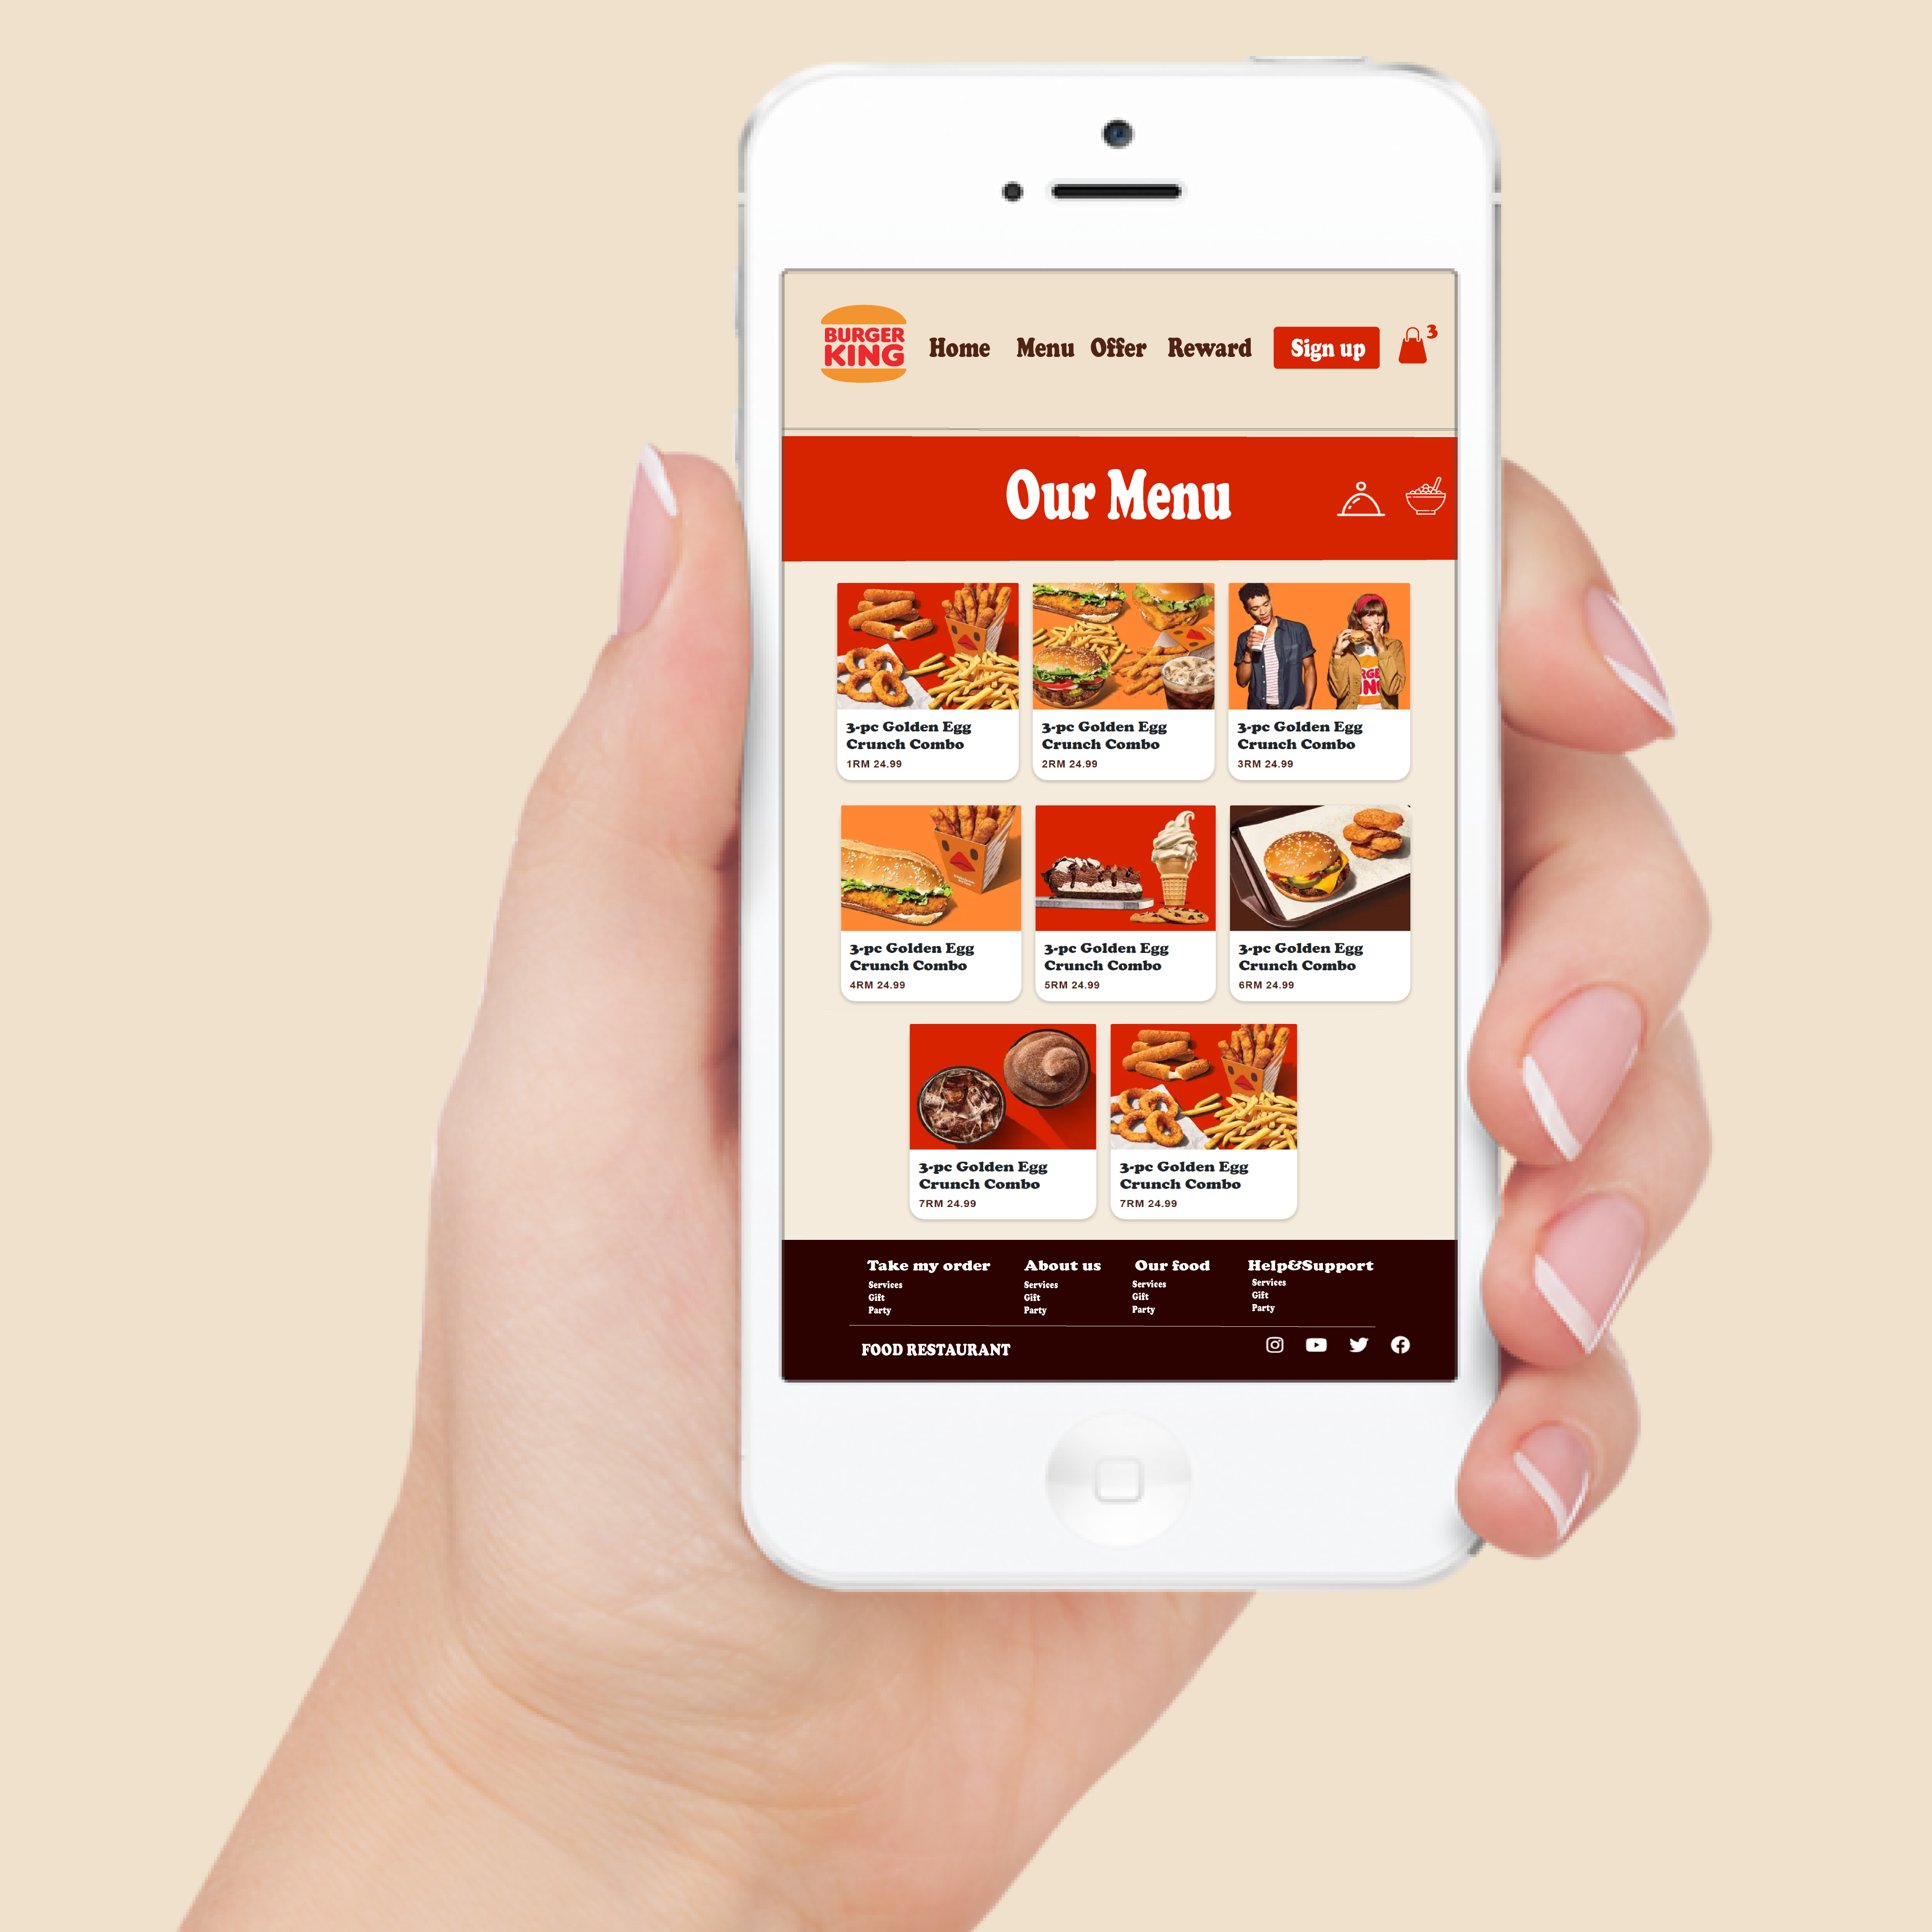 BURGER
KING
Home Menu Offer Reward Sign up 3
Our Menu
3-pc Golden Egg
Crunch Combo
1RM 24.99
3-pc Golden Egg
Crunch Combo
2RM 24.99
3-pc Golden Egg
Crunch Combo
3RM 24.99
3-pc Golden Egg
Crunch Combo
4RM 24.99
3-pc Golden Egg
Crunch Combo
5RM 24.99
3-pc Golden Egg
Crunch Combo
6RM 24.99
3-pc Golden Egg
Crunch Combo
7RM 24.99
3-pc Golden Egg
Crunch Combo
7RM 24.99
Take my order
Services
Gift
Party
About us
Services
Gift
Party
Our food
Services
Gift
Party
Help&Support
Services
Gift
Party
FOOD RESTAURANT